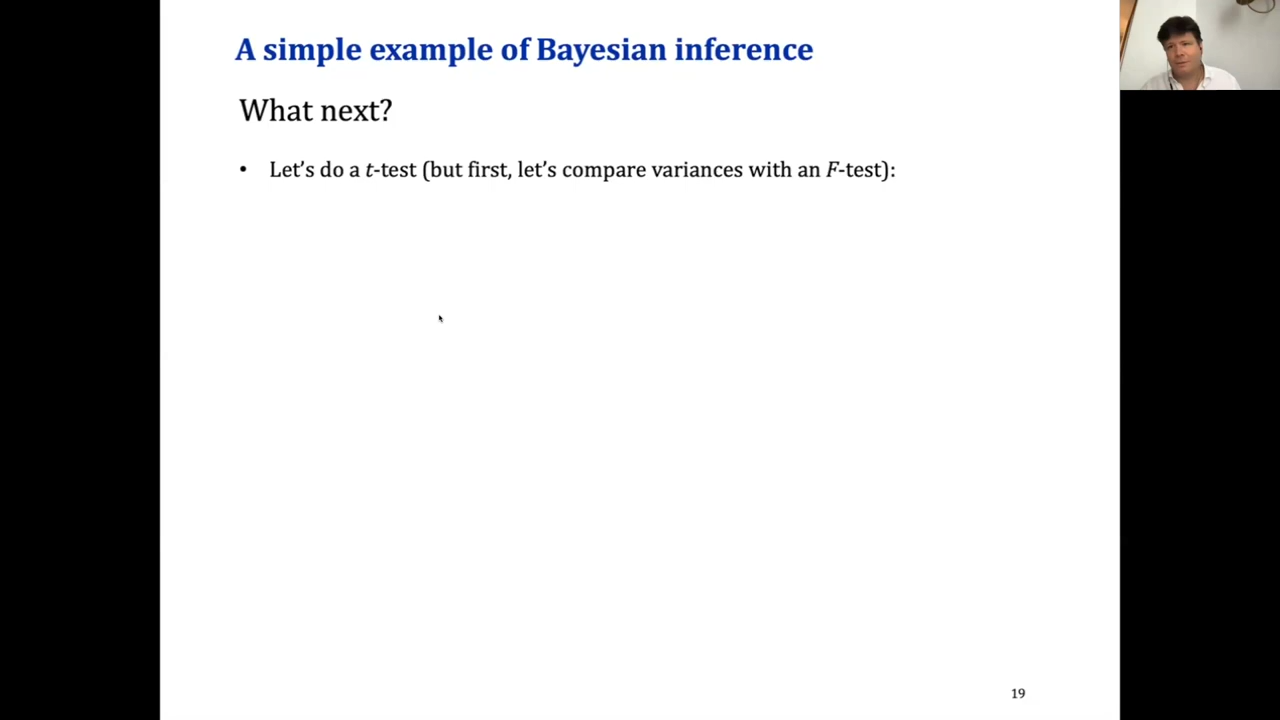 A simple example of Bayesian inference
What next?
• Let’s do a t-test (but first, let’s compare variances with an F-test):
19